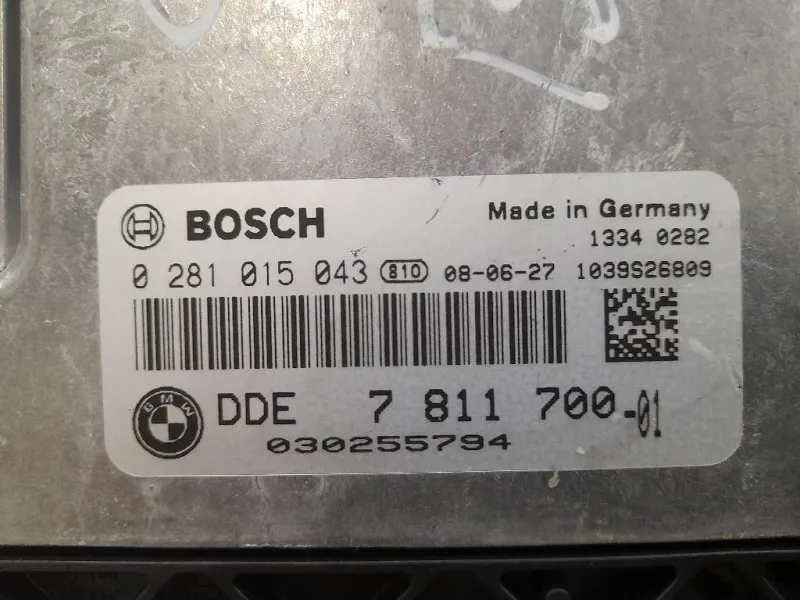 BOSCH
Made in Germany
1334 0282
0 281 015 043 810 08-06-27 1039S26809
BMW DDE 7 811 700-01
030255794